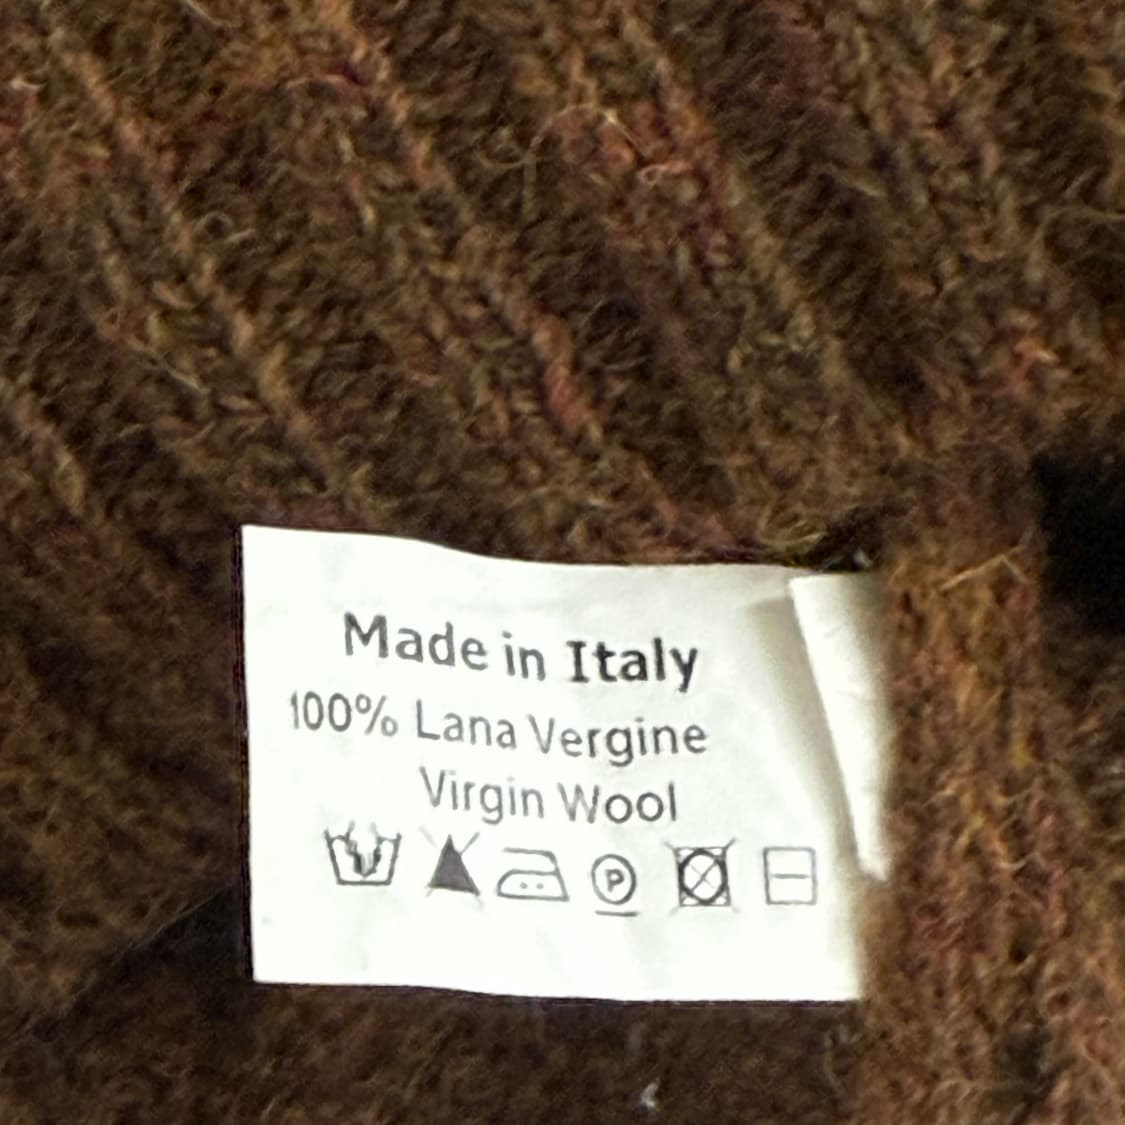 Made in Italy
100% Lana Vergine
Virgin Wool
P